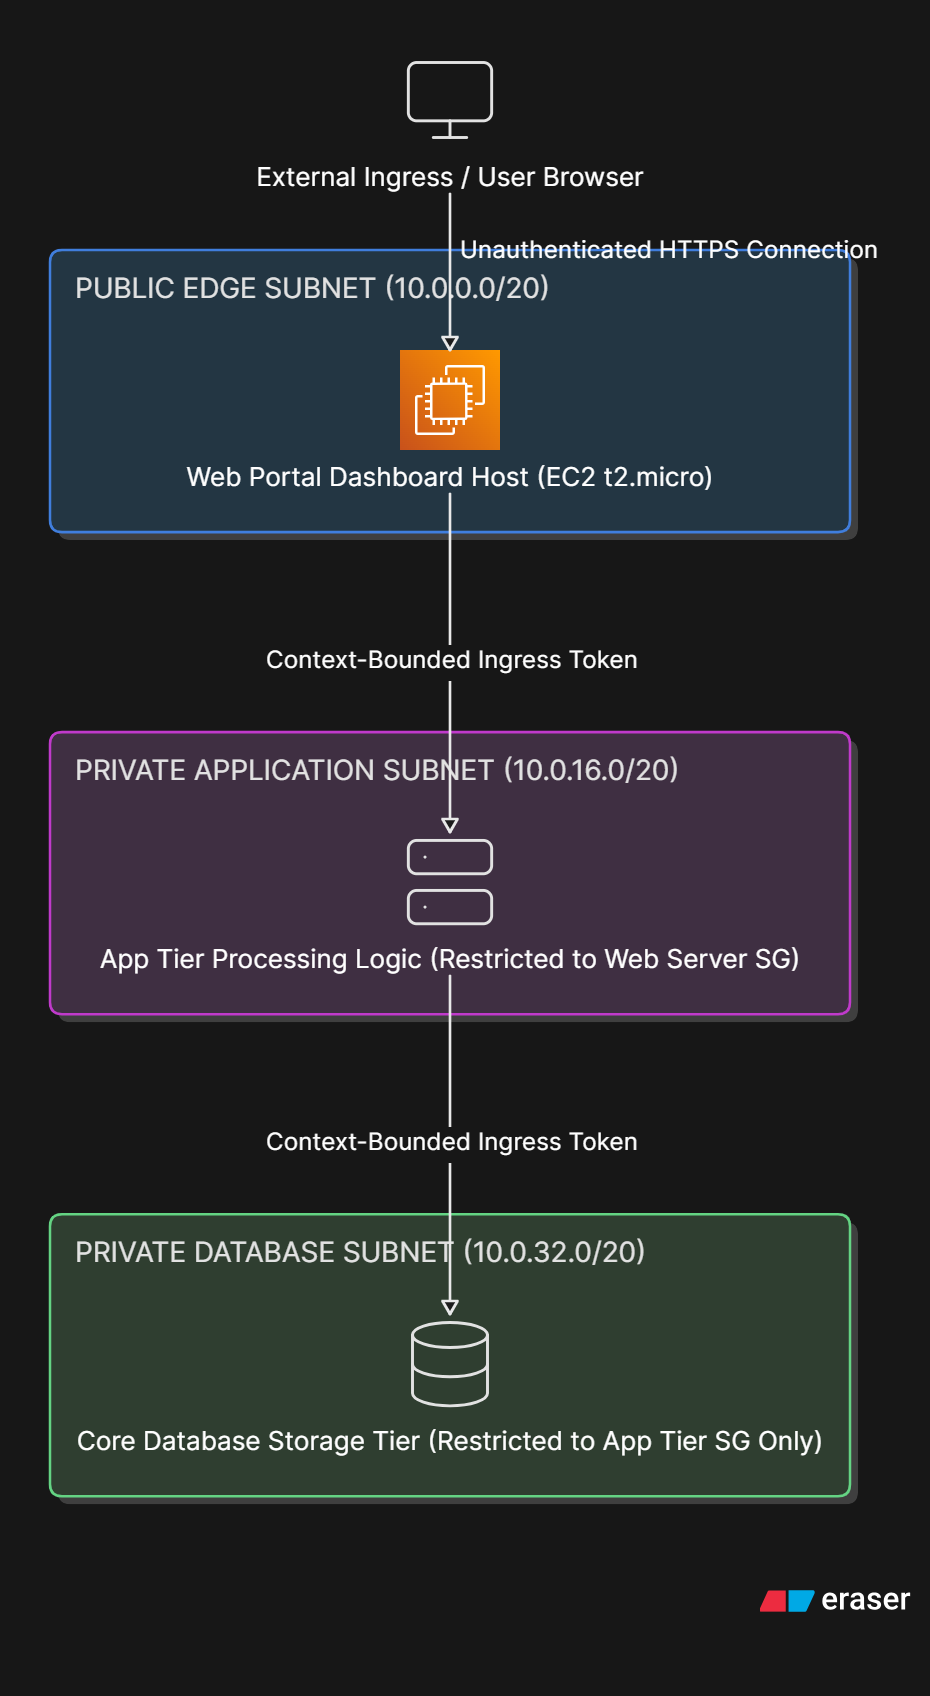 External Ingress / User Browser
Unauthenticated HTTPS Connection
PUBLIC EDGE SUBNET (10.0.0.0/20)
Web Portal Dashboard Host (EC2 t2.micro)
Context-Bounded Ingress Token
PRIVATE APPLICATION SUBNET (10.0.16.0/20)
App Tier Processing Logic (Restricted to Web Server SG)
Context-Bounded Ingress Token
PRIVATE DATABASE SUBNET (10.0.32.0/20)
Core Database Storage Tier (Restricted to App Tier SG Only)
eraser